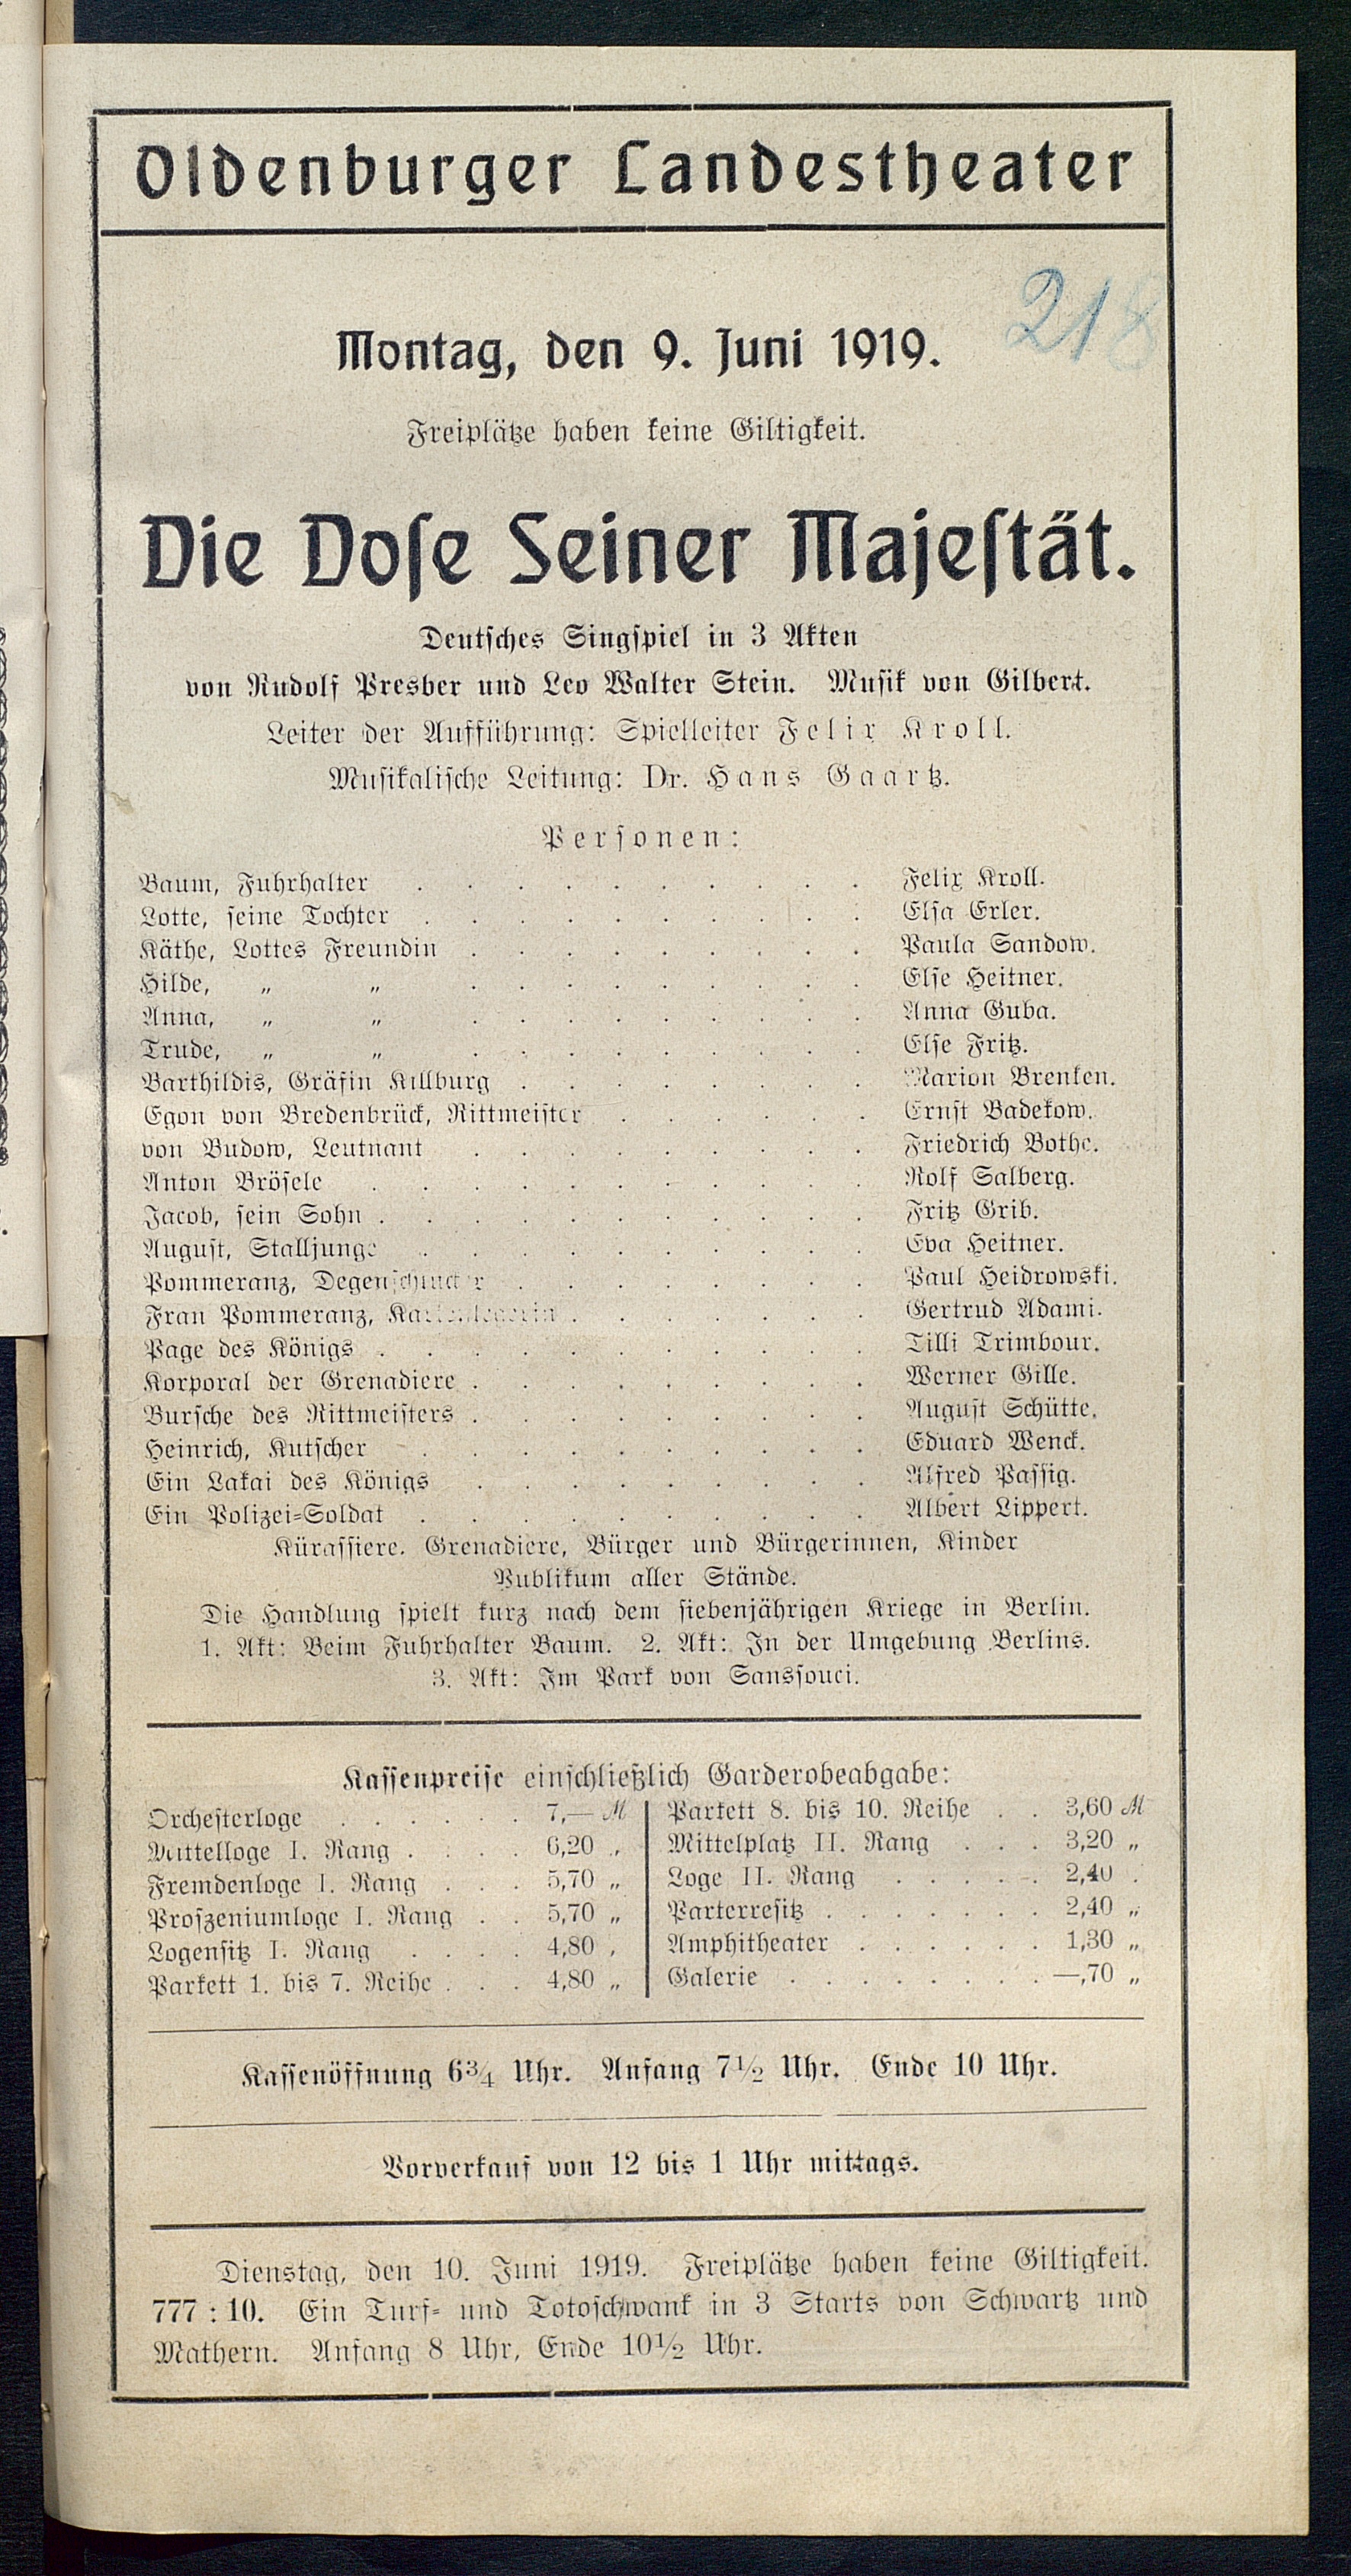 Oldenburger Landestheater
218
Montag, den 9. Juni 1919.
Freiplätze haben keine Giltigkeit.
Die Dose Seiner Majestät.
Deutsches Singspiel in 3 Akten
von Rudolf Presber und Leo Walter Stein. Musik von Gilbert.
Leiter der Aufführung: Spielleiter Felix Kroll.
Musikalische Leitung: Dr. Hans Gaartz.
Personen:
Baum, Fuhrhalter . . . . . . . . . . Felix Kroll.
Lotte, seine Tochter . . . . . . . . . . Elsa Erler.
Käthe, Lottes Freundin . . . . . . . . . Paula Sandow.
Hilde, „ „ . . . . . . . . . Else Heitner.
Anna, „ „ . . . . . . . . . Anna Guba.
Trude, „ „ . . . . . . . . . Else Fritz.
Barthildis, Gräfin Killburg . . . . . . . . Marion Brenken.
Egon von Bredenbrück, Rittmeister . . . . . . Ernst Badekow.
von Budow, Leutnant . . . . . . . . . Friedrich Bothe.
Anton Brösele . . . . . . . . . . . Rolf Salberg.
Jacob, sein Sohn . . . . . . . . . . . Fritz Grib.
August, Stalljunge . . . . . . . . . . Eva Heitner.
Pommeranz, Degenschlucker . . . . . . . . Paul Heidrowski.
Frau Pommeranz, Kartenlegerin . . . . . . . Gertrud Adami.
Page des Königs . . . . . . . . . . . Tilli Trimbour.
Korporal der Grenadiere . . . . . . . . . Werner Gille.
Bursche des Rittmeisters . . . . . . . . . August Schütte.
Heinrich, Kutscher . . . . . . . . . . Eduard Wenck.
Ein Lakai des Königs . . . . . . . . . Alfred Passig.
Ein Polizei-Soldat . . . . . . . . . . Albert Lippert.
Kürassiere. Grenadiere, Bürger und Bürgerinnen, Kinder
Publikum aller Stände.
Die Handlung spielt kurz nach dem siebenjährigen Kriege in Berlin.
1. Akt: Beim Fuhrhalter Baum. 2. Akt: In der Umgebung Berlins.
3. Akt: Im Park von Sanssouci.
Kassenpreise einschließlich Garderobeabgabe:
Orchesterloge . . . . . 7,— M
Mittelloge I. Rang . . . . 6,20 „
Fremdenloge I. Rang . . . 5,70 „
Proszeniumloge I. Rang . . 5,70 „
Logensitz I. Rang . . . . 4,80 „
Parkett 1. bis 7. Reihe . . . 4,80 „
Parkett 8. bis 10. Reihe . . 3,60 M
Mittelplatz II. Rang . . . 3,20 „
Loge II. Rang . . . . . 2,40 „
Parterresitz . . . . . . . 2,40 „
Amphitheater . . . . . . 1,30 „
Galerie . . . . . . . . —,70 „
Kassenöffnung 6¾ Uhr. Anfang 7½ Uhr. Ende 10 Uhr.
Vorverkauf von 12 bis 1 Uhr mittags.
Dienstag, den 10. Juni 1919. Freiplätze haben keine Giltigkeit.
777 : 10. Ein Turf- und Totoschwank in 3 Starts von Schwartz und
Mathern. Anfang 8 Uhr, Ende 10½ Uhr.